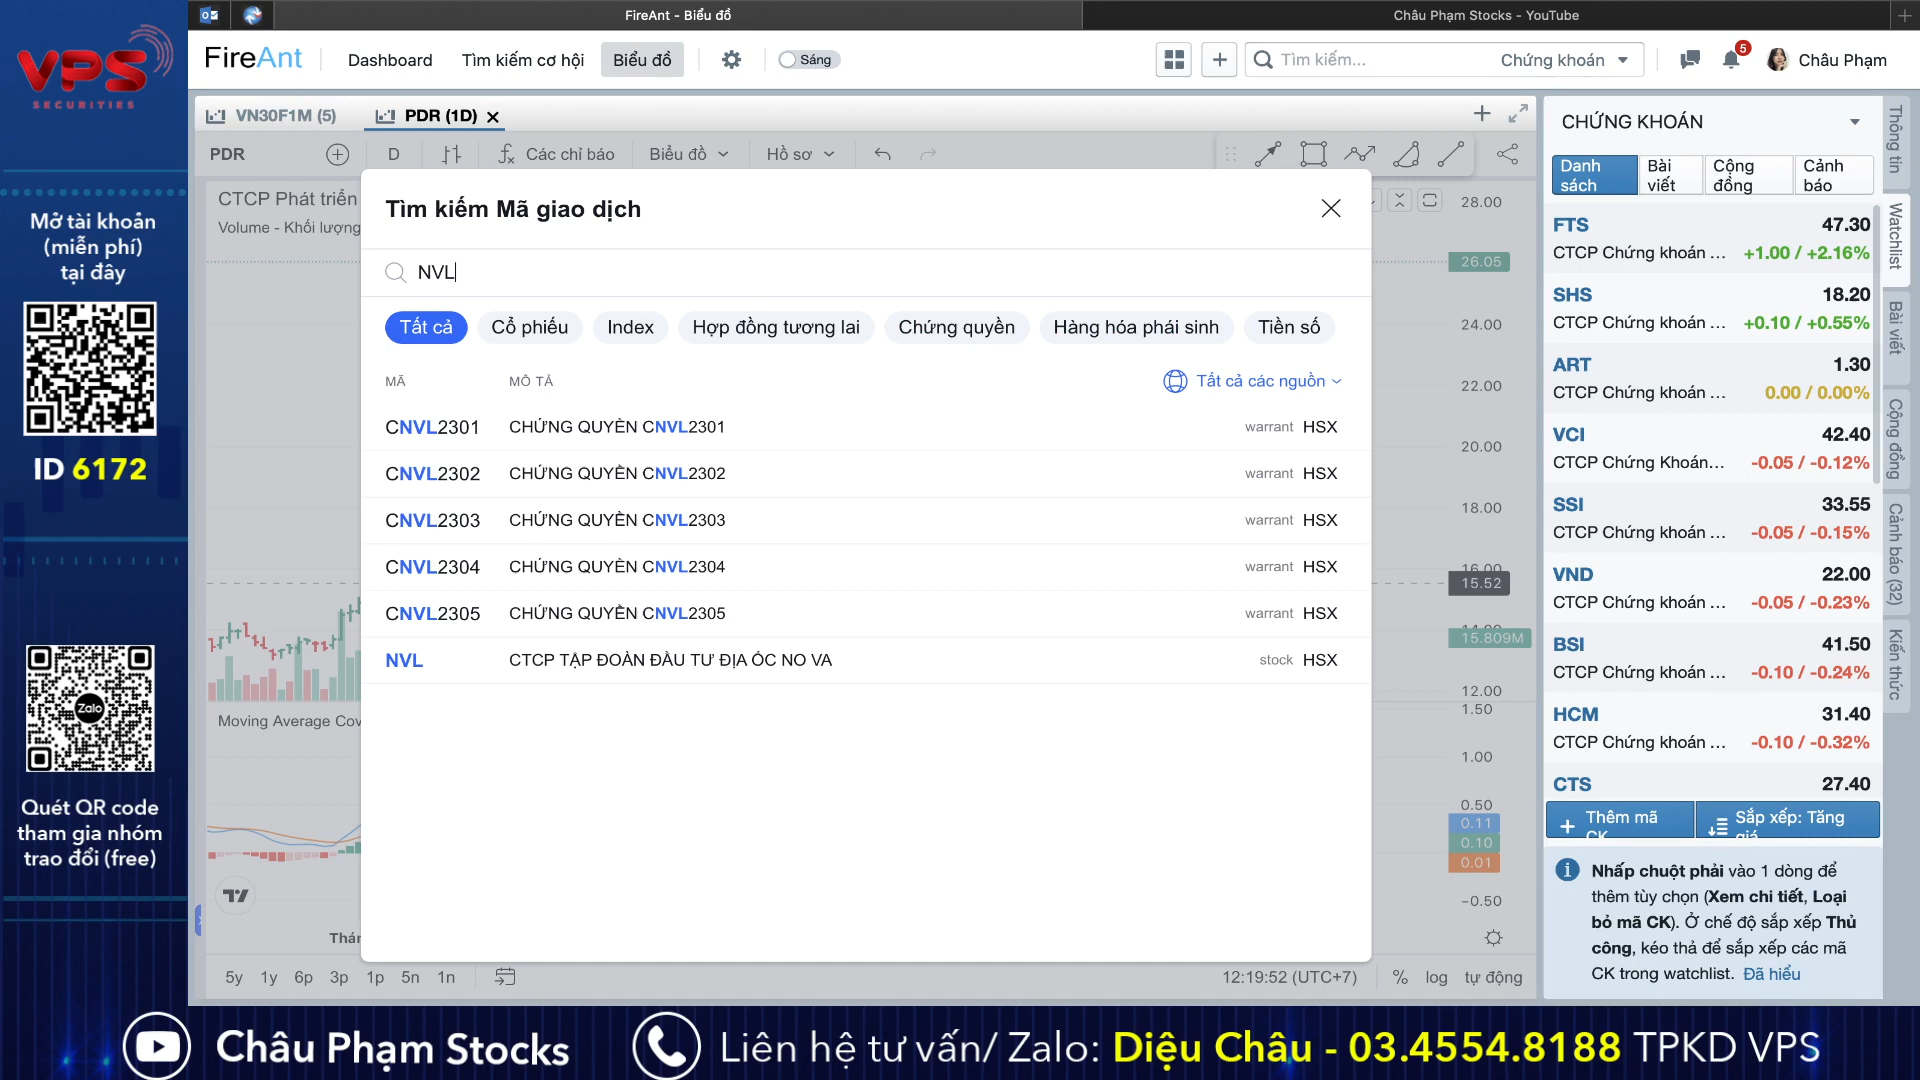 FireAnt - Biểu đồ
Châu Phạm Stocks - YouTube
VPS
SECURITIES
Mở tài khoản
(miễn phí)
tại đây
ID 6172
Zalo
Quét QR code
tham gia nhóm
trao đổi (free)
FireAnt
Dashboard
Tìm kiếm cơ hội
Biểu đồ
Sáng
Tìm kiếm...
Chứng khoán
5
Châu Phạm
VN30F1M (5)
PDR (1D)
PDR
D
Các chỉ báo
Biểu đồ
Hồ sơ
CTCP Phát triển
Volume - Khối lượng
Moving Average Cov
Thán
Tìm kiếm Mã giao dịch
NVL
Tất cả
Cổ phiếu
Index
Hợp đồng tương lai
Chứng quyền
Hàng hóa phái sinh
Tiền số
MÃ
MÔ TẢ
Tất cả các nguồn
CNVL2301 CHỨNG QUYỀN CNVL2301 warrant HSX
CNVL2302 CHỨNG QUYỀN CNVL2302 warrant HSX
CNVL2303 CHỨNG QUYỀN CNVL2303 warrant HSX
CNVL2304 CHỨNG QUYỀN CNVL2304 warrant HSX
CNVL2305 CHỨNG QUYỀN CNVL2305 warrant HSX
NVL CTCP TẬP ĐOÀN ĐẦU TƯ ĐỊA ỐC NO VA stock HSX
28.00
26.05
24.00
22.00
20.00
18.00
16.00
15.52
15.809M
12.00
1.50
1.00
0.50
0.11
0.10
0.01
−0.50
5y 1y 6p 3p 1p 5n 1n
12:19:52 (UTC+7)
% log tự động
CHỨNG KHOÁN
Danh sách
Bài viết
Cộng đồng
Cảnh báo
FTS 47.30
CTCP Chứng khoán ... +1.00 / +2.16%
SHS 18.20
CTCP Chứng khoán ... +0.10 / +0.55%
ART 1.30
CTCP Chứng khoán ... 0.00 / 0.00%
VCI 42.40
CTCP Chứng Khoán... -0.05 / -0.12%
SSI 33.55
CTCP Chứng khoán ... -0.05 / -0.15%
VND 22.00
CTCP Chứng khoán ... -0.05 / -0.23%
BSI 41.50
CTCP Chứng khoán ... -0.10 / -0.24%
HCM 31.40
CTCP Chứng khoán ... -0.10 / -0.32%
CTS 27.40
Thêm mã CK
Sắp xếp: Tăng giá
Nhấp chuột phải vào 1 dòng để
thêm tùy chọn (Xem chi tiết, Loại
bỏ mã CK). Ở chế độ sắp xếp Thủ
công, kéo thả để sắp xếp các mã
CK trong watchlist. Đã hiểu
Thông tin
Watchlist
Bài viết
Cộng đồng
Cảnh báo (32)
Kiến thức
Châu Phạm Stocks
Liên hệ tư vấn/ Zalo: Diệu Châu - 03.4554.8188 TPKD VPS